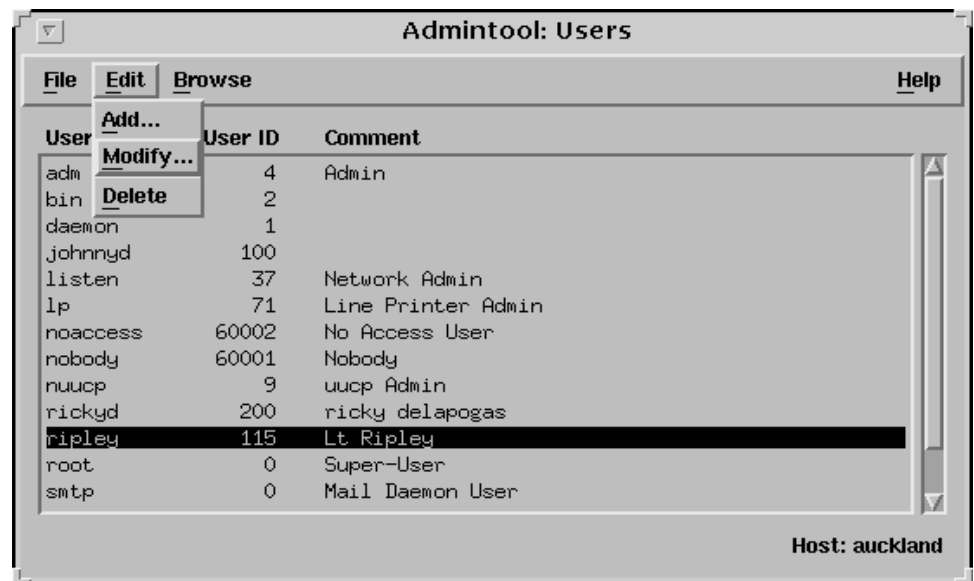 Admintool: Users
File Edit Browse Help
Add...
User User ID Comment
Modify...
adm 4 Admin
Delete
bin 2
daemon 1
johnnyd 100
listen 37 Network Admin
lp 71 Line Printer Admin
noaccess 60002 No Access User
nobody 60001 Nobody
nuucp 9 uucp Admin
rickyd 200 ricky delapogas
ripley 115 Lt Ripley
root 0 Super-User
smtp 0 Mail Daemon User
Host: auckland